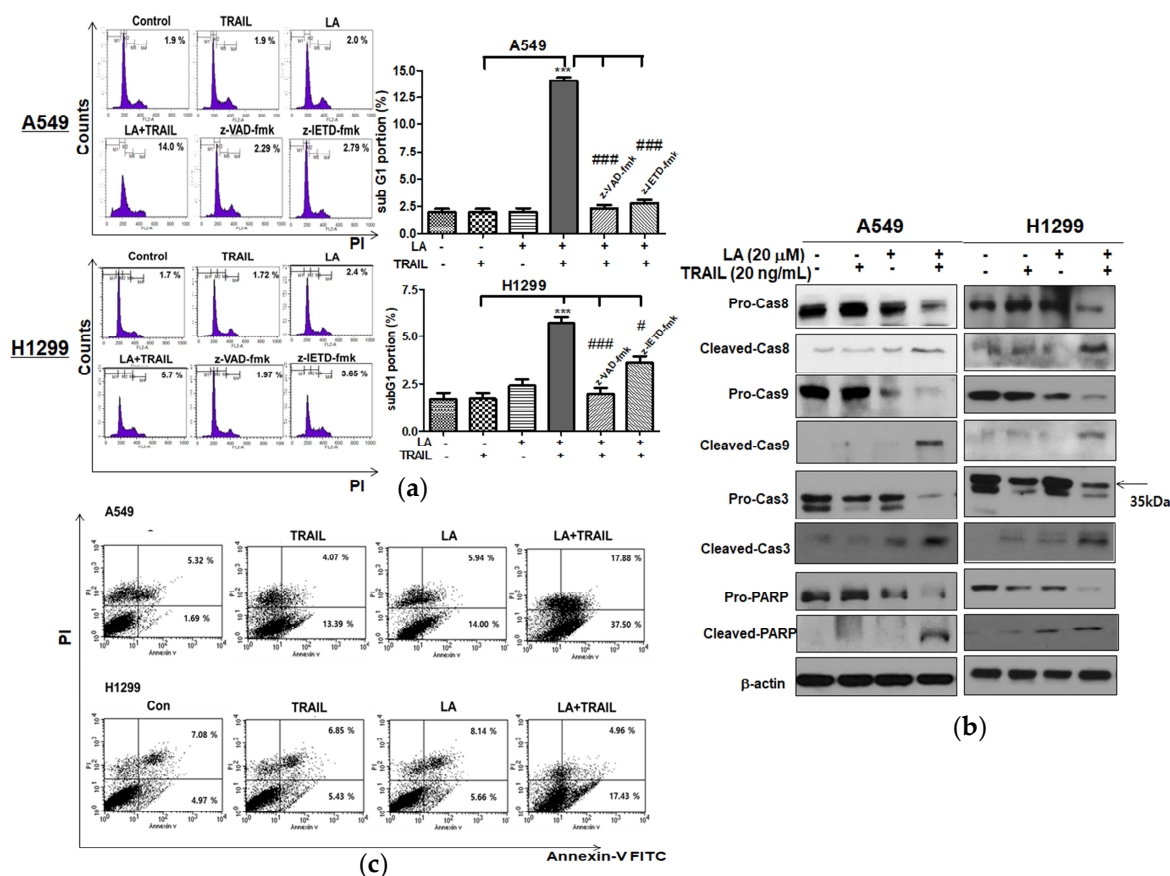 Control TRAIL LA
1.9 % 1.9 % 2.0 %
A549
Counts
LA+TRAIL z-VAD-fmk z-IETD-fmk
14.0 % 2.29 % 2.79 %
PI
Control TRAIL LA
1.7 % 1.72 % 2.4 %
H1299
Counts
LA+TRAIL z-VAD-fmk z-IETD-fmk
5.7 % 1.97 % 3.65 %
PI
A549
sub G1 portion (%)
15.0
12.5
10.0
7.5
5.0
2.5
0.0
***
### ###
z-VAD-fmk z-IETD-fmk
LA - - + + + +
TRAIL - + - + + +
H1299
subG1 portion (%)
7.5
5.0
2.5
0.0
***
### #
z-VAD-fmk z-IETD-fmk
LA - - + + +
TRAIL - + - + + +
(a)
A549 H1299
LA (20 μM) - - + + - - + +
TRAIL (20 ng/mL) - + - + - + - +
Pro-Cas8
Cleaved-Cas8
Pro-Cas9
Cleaved-Cas9
Pro-Cas3
35kDa
Cleaved-Cas3
Pro-PARP
Cleaved-PARP
β-actin
(b)
A549
TRAIL LA LA+TRAIL
5.32 % 4.07 % 5.94 % 17.88 %
1.69 % 13.39 % 14.00 % 37.50 %
PI
Annexin V Annexin V Annexin V Annexin V
H1299
Con TRAIL LA LA+TRAIL
7.08 % 6.85 % 8.14 % 4.96 %
4.97 % 5.43 % 5.66 % 17.43 %
Annexin V Annexin V Annexin V Annexin V
Annexin-V FITC
(c)